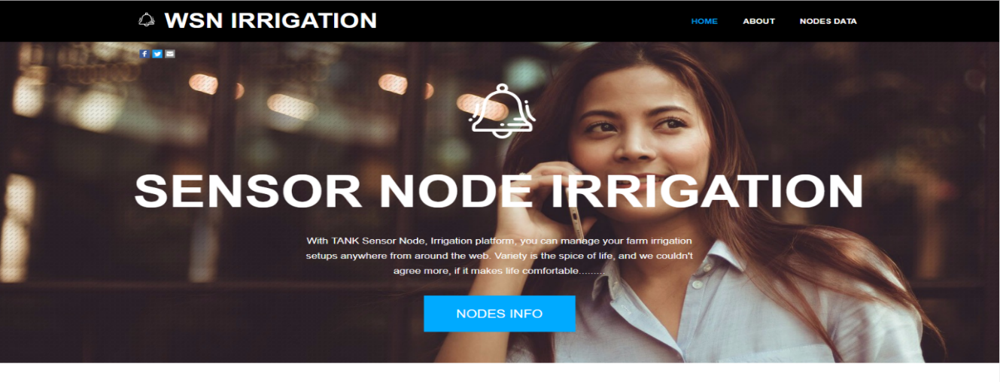 WSN IRRIGATION
HOME ABOUT NODES DATA
f
SENSOR NODE IRRIGATION
With TANK Sensor Node, Irrigation platform, you can manage your farm irrigation
setups anywhere from around the web. Variety is the spice of life, and we couldn't
agree more, if it makes life comfortable.........
NODES INFO